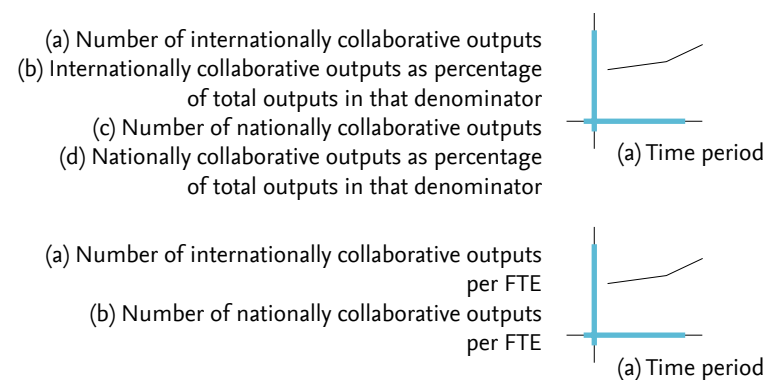 (a) Number of internationally collaborative outputs
(b) Internationally collaborative outputs as percentage
of total outputs in that denominator
(c) Number of nationally collaborative outputs
(d) Nationally collaborative outputs as percentage
of total outputs in that denominator
(a) Time period
(a) Number of internationally collaborative outputs
per FTE
(b) Number of nationally collaborative outputs
per FTE
(a) Time period